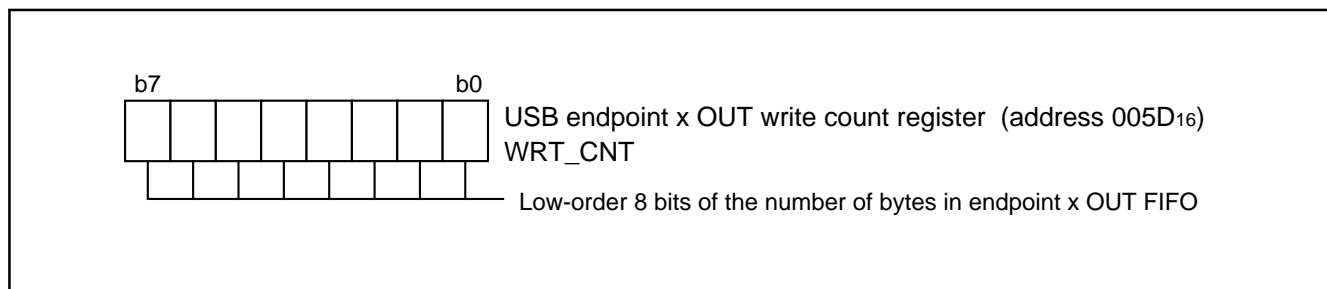 b7 b0
USB endpoint x OUT write count register (address 005D₁₆)
WRT_CNT
Low-order 8 bits of the number of bytes in endpoint x OUT FIFO